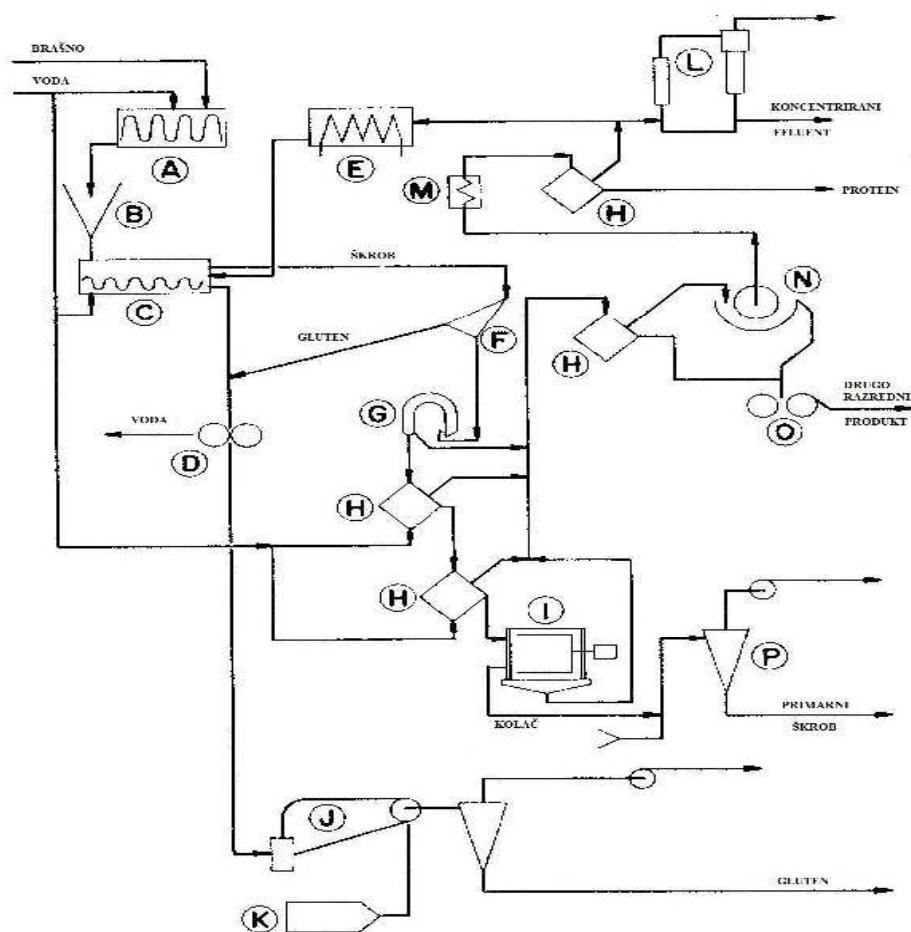 BRAŠNO
VODA
L
KONCENTRIRANI
EFLUENT
A
E
M
H
PROTEIN
B
ŠKROB
N
C
F
GLUTEN
H
DRUGO
RAZREDNI
PRODUKT
G
VODA
O
D
H
H
I
P
PRIMARNI
ŠKROB
KOLAČ
J
GLUTEN
K